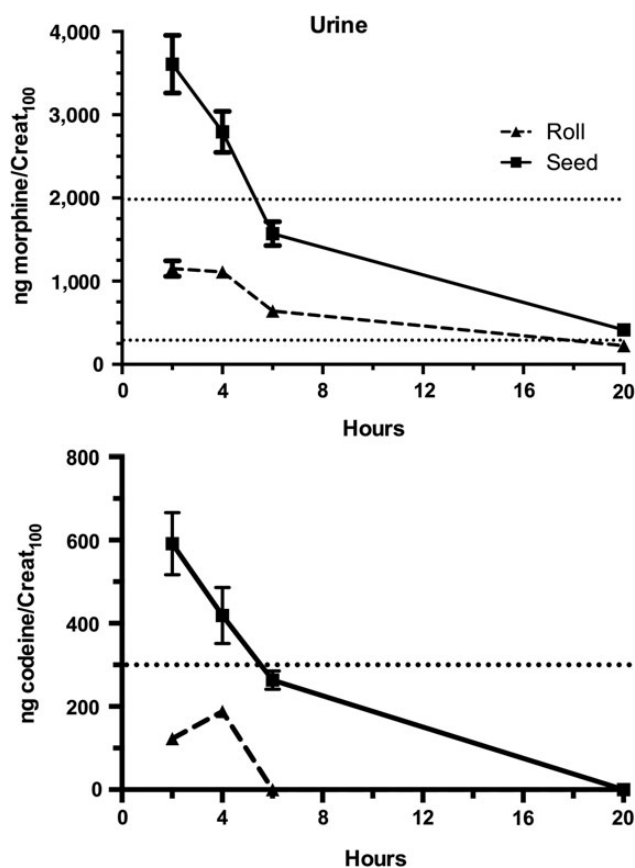 Urine
4,000
3,000
2,000
1,000
0
ng morphine/Creat₁₀₀
Roll
Seed
0 4 8 12 16 20
Hours
800
600
400
200
0
ng codeine/Creat₁₀₀
0 4 8 12 16 20
Hours